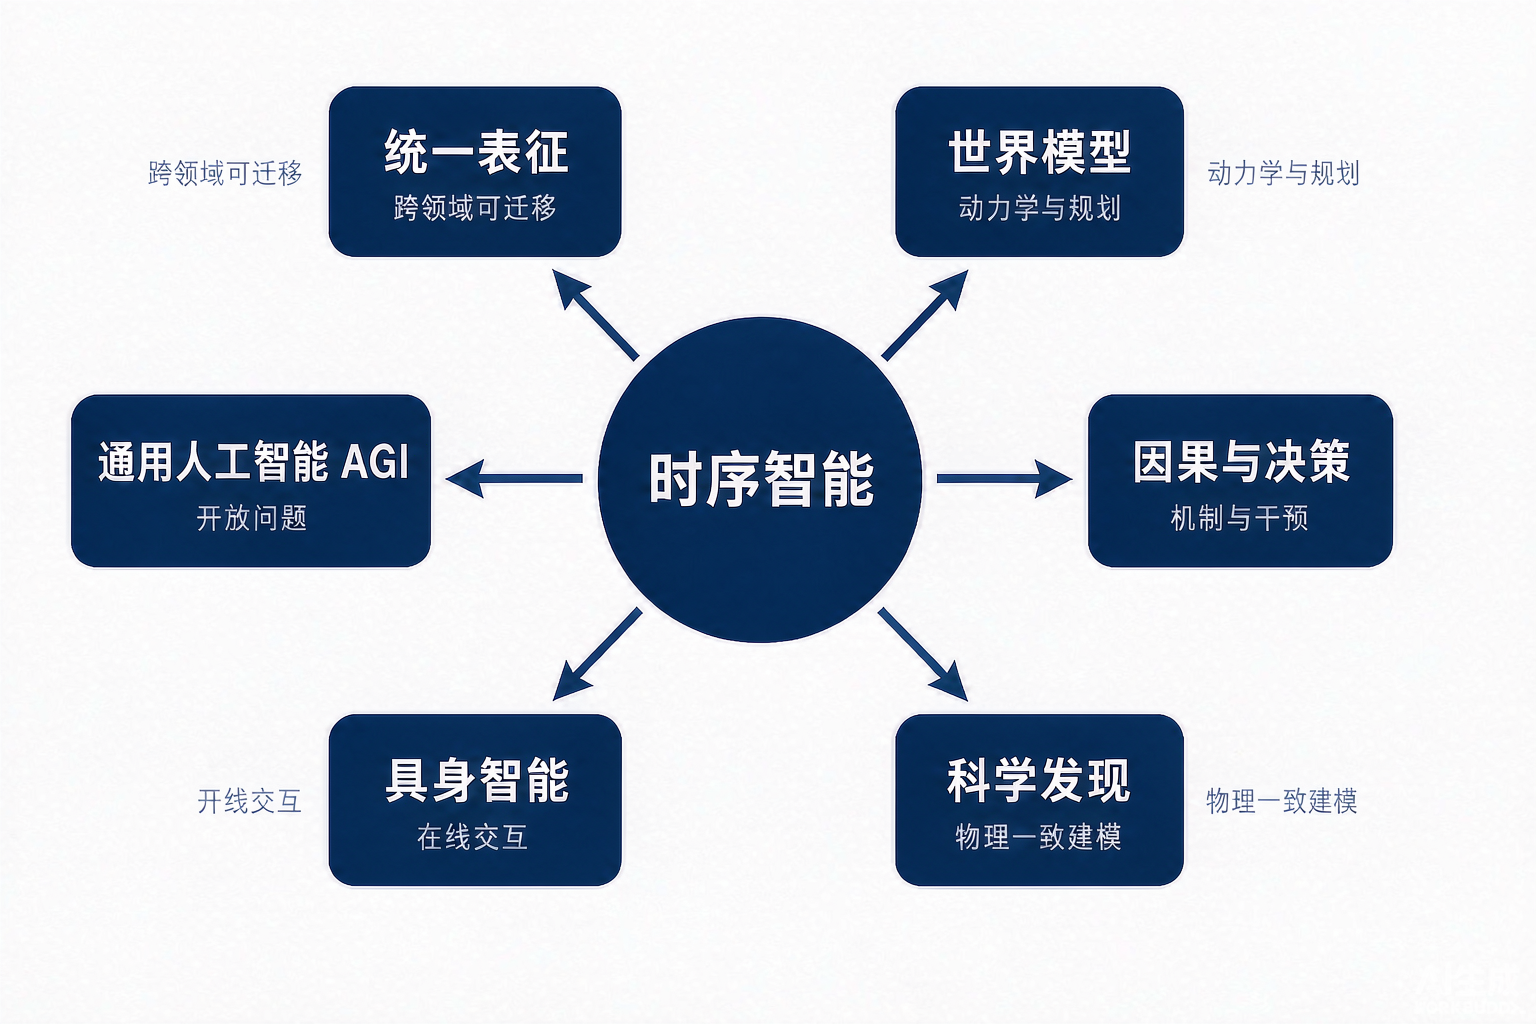 统一表征
跨领域可迁移
跨领域可迁移
世界模型
动力学与规划
动力学与规划
通用人工智能 AGI
开放问题
时序智能
因果与决策
机制与干预
具身智能
在线交互
开线交互
科学发现
物理一致建模
物理一致建模